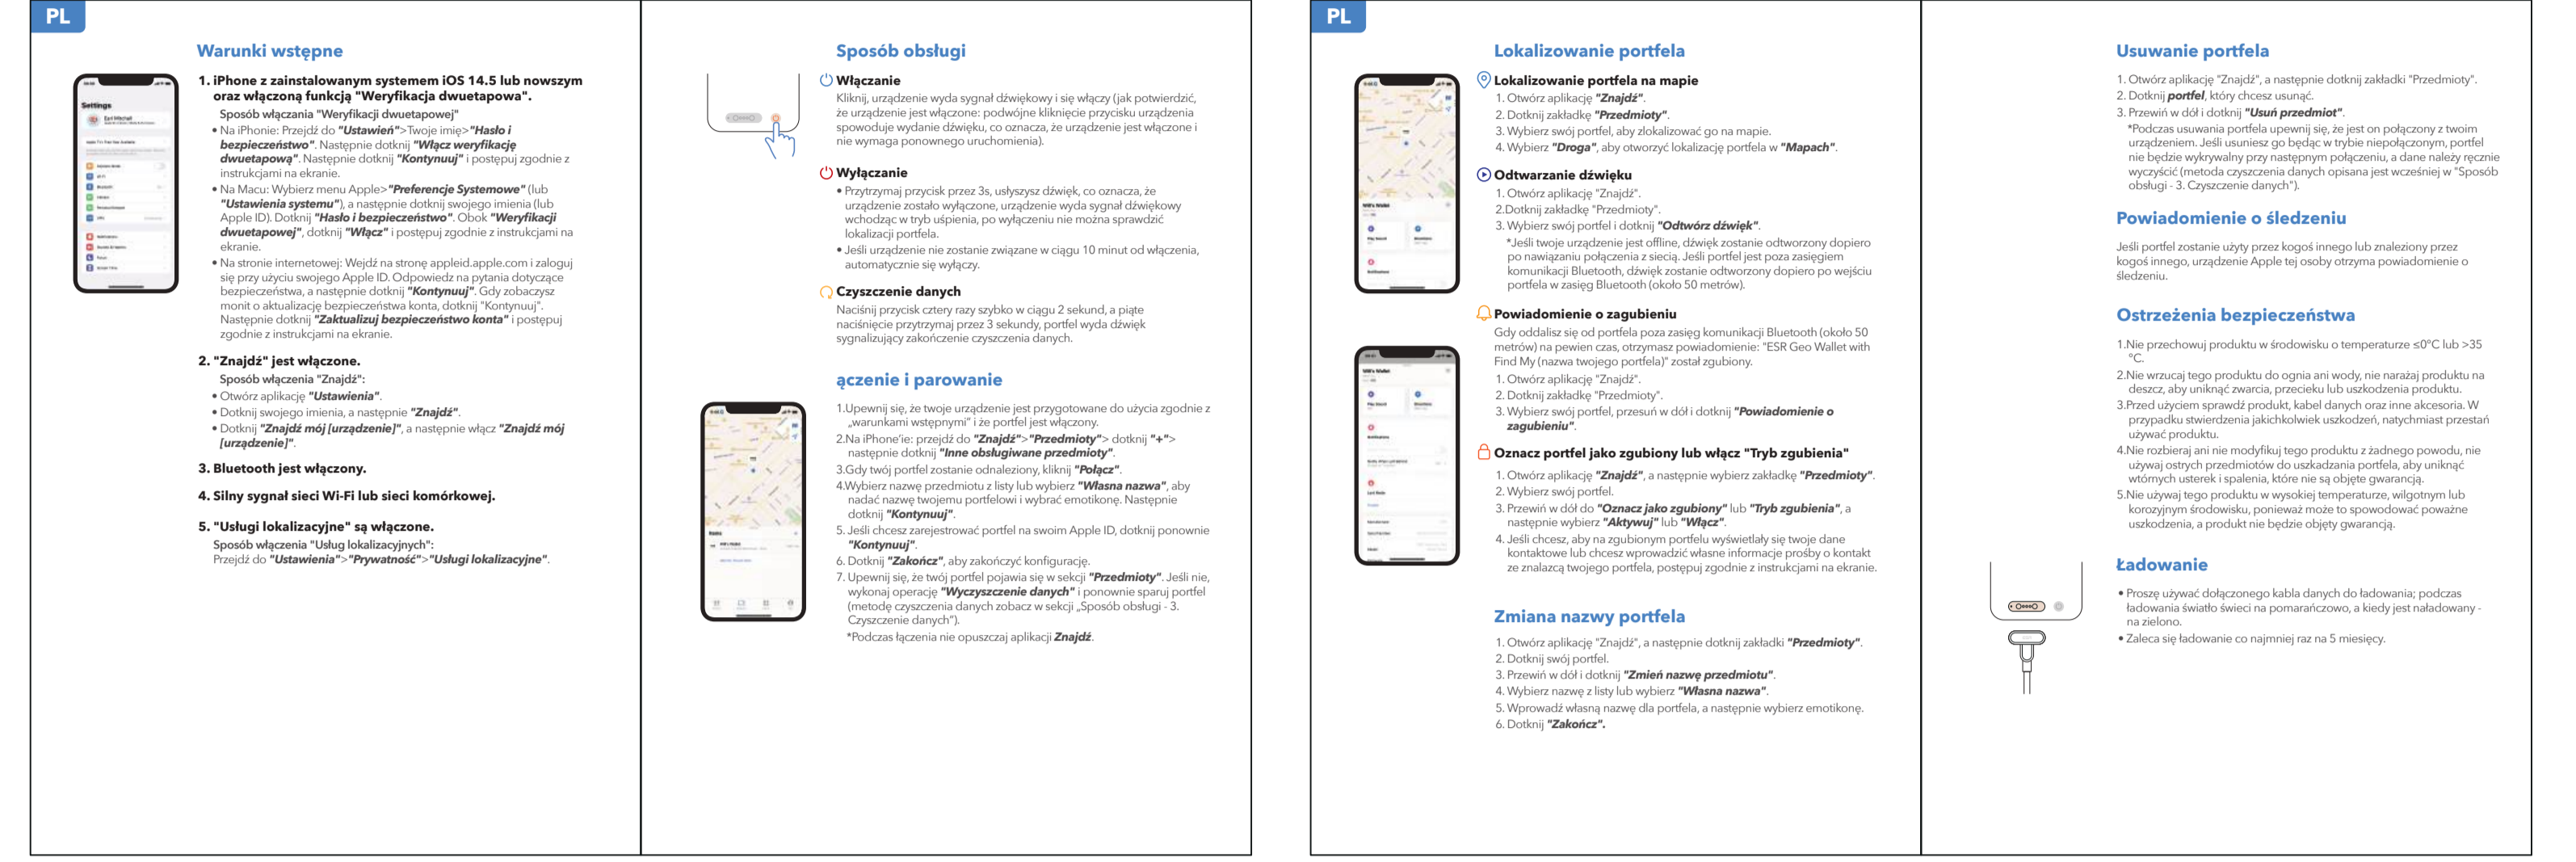 PL
Warunki wstępne
Settings
1. iPhone z zainstalowanym systemem iOS 14.5 lub nowszym
oraz włączoną funkcją "Weryfikacja dwuetapowa".
Sposób włączania "Weryfikacji dwuetapowej"
• Na iPhonie: Przejdź do "Ustawień">Twoje imię>"Hasło i
bezpieczeństwo". Następnie dotknij "Włącz weryfikację
dwuetapową". Następnie dotknij "Kontynuuj" i postępuj zgodnie z
instrukcjami na ekranie.
• Na Macu: Wybierz menu Apple>"Preferencje Systemowe" (lub
"Ustawienia systemu"), a następnie dotknij swojego imienia (lub
Apple ID). Dotknij "Hasło i bezpieczeństwo". Obok "Weryfikacji
dwuetapowej", dotknij "Włącz" i postępuj zgodnie z instrukcjami na
ekranie.
• Na stronie internetowej: Wejdź na stronę appleid.apple.com i zaloguj
się przy użyciu swojego Apple ID. Odpowiedz na pytania dotyczące
bezpieczeństwa, a następnie dotknij "Kontynuuj". Gdy zobaczysz
monit o aktualizację bezpieczeństwa konta, dotknij "Kontynuuj".
Następnie dotknij "Zaktualizuj bezpieczeństwo konta" i postępuj
zgodnie z instrukcjami na ekranie.
2. "Znajdź" jest włączone.
Sposób włączenia "Znajdź":
• Otwórz aplikację "Ustawienia".
• Dotknij swojego imienia, a następnie "Znajdź".
• Dotknij "Znajdź mój [urządzenie]", a następnie włącz "Znajdź mój
[urządzenie]".
3. Bluetooth jest włączony.
4. Silny sygnał sieci Wi-Fi lub sieci komórkowej.
5. "Usługi lokalizacyjne" są włączone.
Sposób włączenia "Usług lokalizacyjnych":
Przejdź do "Ustawienia">"Prywatność">"Usługi lokalizacyjne".
Sposób obsługi
Włączanie
Kliknij, urządzenie wyda sygnał dźwiękowy i się włączy (jak potwierdzić,
że urządzenie jest włączone: podwójne kliknięcie przycisku urządzenia
spowoduje wydanie dźwięku, co oznacza, że urządzenie jest włączone i
nie wymaga ponownego uruchomienia).
Wyłączanie
• Przytrzymaj przycisk przez 3s, usłyszysz dźwięk, co oznacza, że
urządzenie zostało wyłączone, urządzenie wyda sygnał dźwiękowy
wchodząc w tryb uśpienia, po wyłączeniu nie można sprawdzić
lokalizacji portfela.
• Jeśli urządzenie nie zostanie związane w ciągu 10 minut od włączenia,
automatycznie się wyłączy.
Czyszczenie danych
Naciśnij przycisk cztery razy szybko w ciągu 2 sekund, a piąte
naciśnięcie przytrzymaj przez 3 sekundy, portfel wyda dźwięk
sygnalizujący zakończenie czyszczenia danych.
ączenie i parowanie
1.Upewnij się, że twoje urządzenie jest przygotowane do użycia zgodnie z
„warunkami wstępnymi" i że portfel jest włączony.
2.Na iPhone'ie: przejdź do "Znajdź">"Przedmioty"> dotknij "+">
następnie dotknij "Inne obsługiwane przedmioty".
3.Gdy twój portfel zostanie odnaleziony, kliknij "Połącz".
4.Wybierz nazwę przedmiotu z listy lub wybierz "Własna nazwa", aby
nadać nazwę twojemu portfelowi i wybrać emotikonę. Następnie
dotknij "Kontynuuj".
5. Jeśli chcesz zarejestrować portfel na swoim Apple ID, dotknij ponownie
"Kontynuuj".
6. Dotknij "Zakończ", aby zakończyć konfigurację.
7. Upewnij się, że twój portfel pojawia się w sekcji "Przedmioty". Jeśli nie,
wykonaj operację "Wyczyszczenie danych" i ponownie sparuj portfel
(metodę czyszczenia danych zobacz w sekcji „Sposób obsługi - 3.
Czyszczenie danych").
*Podczas łączenia nie opuszczaj aplikacji Znajdź.
PL
Lokalizowanie portfela
Lokalizowanie portfela na mapie
1. Otwórz aplikację "Znajdź".
2. Dotknij zakładkę "Przedmioty".
3. Wybierz swój portfel, aby zlokalizować go na mapie.
4. Wybierz "Droga", aby otworzyć lokalizację portfela w "Mapach".
Odtwarzanie dźwięku
1. Otwórz aplikację "Znajdź".
2.Dotknij zakładkę "Przedmioty".
3. Wybierz swój portfel i dotknij "Odtwórz dźwięk".
*Jeśli twoje urządzenie jest offline, dźwięk zostanie odtworzony dopiero
po nawiązaniu połączenia z siecią. Jeśli portfel jest poza zasięgiem
komunikacji Bluetooth, dźwięk zostanie odtworzony dopiero po wejściu
portfela w zasięg Bluetooth (około 50 metrów).
Powiadomienie o zagubieniu
Gdy oddalisz się od portfela poza zasięg komunikacji Bluetooth (około 50
metrów) na pewien czas, otrzymasz powiadomienie: "ESR Geo Wallet with
Find My (nazwa twojego portfela)" został zgubiony.
1. Otwórz aplikację "Znajdź".
2. Dotknij zakładkę "Przedmioty".
3. Wybierz swój portfel, przesuń w dół i dotknij "Powiadomienie o
zagubieniu".
Oznacz portfel jako zgubiony lub włącz "Tryb zgubienia"
1. Otwórz aplikację "Znajdź", a następnie wybierz zakładkę "Przedmioty".
2. Wybierz swój portfel.
3. Przewiń w dół do "Oznacz jako zgubiony" lub "Tryb zgubienia", a
następnie wybierz "Aktywuj" lub "Włącz".
4. Jeśli chcesz, aby na zgubionym portfelu wyświetlały się twoje dane
kontaktowe lub chcesz wprowadzić własne informacje prośby o kontakt
ze znalazcą twojego portfela, postępuj zgodnie z instrukcjami na ekranie.
Zmiana nazwy portfela
1. Otwórz aplikację "Znajdź", a następnie dotknij zakładki "Przedmioty".
2. Dotknij swój portfel.
3. Przewiń w dół i dotknij "Zmień nazwę przedmiotu".
4. Wybierz nazwę z listy lub wybierz "Własna nazwa".
5. Wprowadź własną nazwę dla portfela, a następnie wybierz emotikonę.
6. Dotknij "Zakończ".
Usuwanie portfela
1. Otwórz aplikację "Znajdź", a następnie dotknij zakładki "Przedmioty".
2. Dotknij portfel, który chcesz usunąć.
3. Przewiń w dół i dotknij "Usuń przedmiot".
*Podczas usuwania portfela upewnij się, że jest on połączony z twoim
urządzeniem. Jeśli usuniesz go będąc w trybie niepołączonym, portfel
nie będzie wykrywalny przy następnym połączeniu, a dane należy ręcznie
wyczyścić (metoda czyszczenia danych opisana jest wcześniej w "Sposób
obsługi - 3. Czyszczenie danych").
Powiadomienie o śledzeniu
Jeśli portfel zostanie użyty przez kogoś innego lub znaleziony przez
kogoś innego, urządzenie Apple tej osoby otrzyma powiadomienie o
śledzeniu.
Ostrzeżenia bezpieczeństwa
1.Nie przechowuj produktu w środowisku o temperaturze ≤0°C lub >35
°C.
2.Nie wrzucaj tego produktu do ognia ani wody, nie narażaj produktu na
deszcz, aby uniknąć zwarcia, przecieku lub uszkodzenia produktu.
3.Przed użyciem sprawdź produkt, kabel danych oraz inne akcesoria. W
przypadku stwierdzenia jakichkolwiek uszkodzeń, natychmiast przestań
używać produktu.
4.Nie rozbieraj ani nie modyfikuj tego produktu z żadnego powodu, nie
używaj ostrych przedmiotów do uszkadzania portfela, aby uniknąć
wtórnych usterek i spalenia, które nie są objęte gwarancją.
5.Nie używaj tego produktu w wysokiej temperaturze, wilgotnym lub
korozyjnym środowisku, ponieważ może to spowodować poważne
uszkodzenia, a produkt nie będzie objęty gwarancją.
Ładowanie
• Proszę używać dołączonego kabla danych do ładowania; podczas
ładowania światło świeci na pomarańczowo, a kiedy jest naładowany -
na zielono.
• Zaleca się ładowanie co najmniej raz na 5 miesięcy.